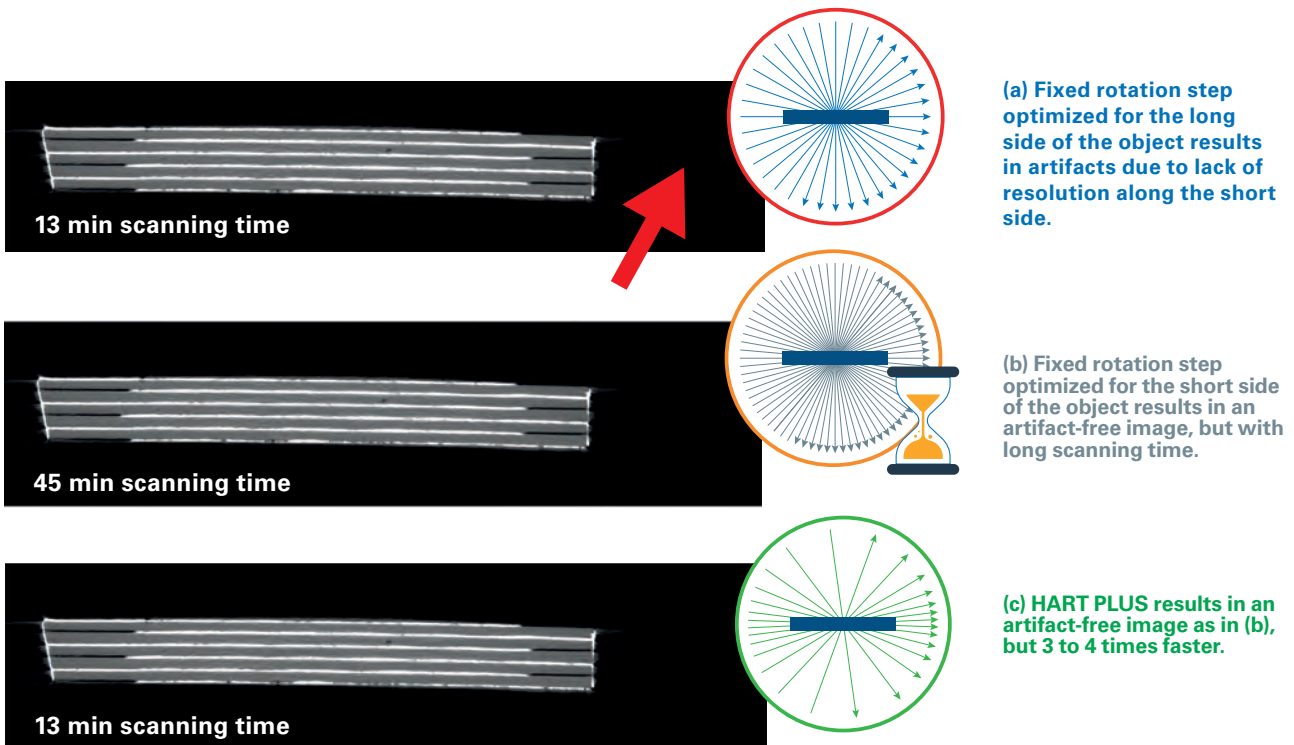 13 min scanning time
(a) Fixed rotation step
optimized for the long
side of the object results
in artifacts due to lack of
resolution along the short
side.
45 min scanning time
(b) Fixed rotation step
optimized for the short side
of the object results in an
artifact-free image, but with
long scanning time.
13 min scanning time
(c) HART PLUS results in an
artifact-free image as in (b),
but 3 to 4 times faster.